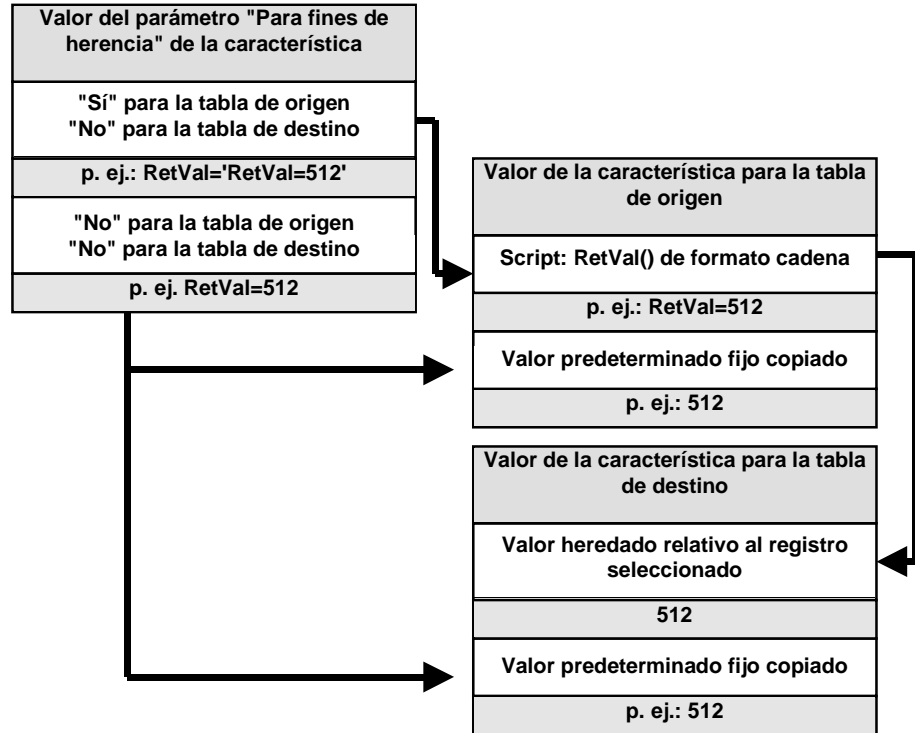 Valor del parámetro "Para fines de
herencia" de la característica
"Sí" para la tabla de origen
"No" para la tabla de destino
p. ej.: RetVal='RetVal=512'
"No" para la tabla de origen
"No" para la tabla de destino
p. ej. RetVal=512
Valor de la característica para la tabla
de origen
Script: RetVal() de formato cadena
p. ej.: RetVal=512
Valor predeterminado fijo copiado
p. ej.: 512
Valor de la característica para la tabla
de destino
Valor heredado relativo al registro
seleccionado
512
Valor predeterminado fijo copiado
p. ej.: 512